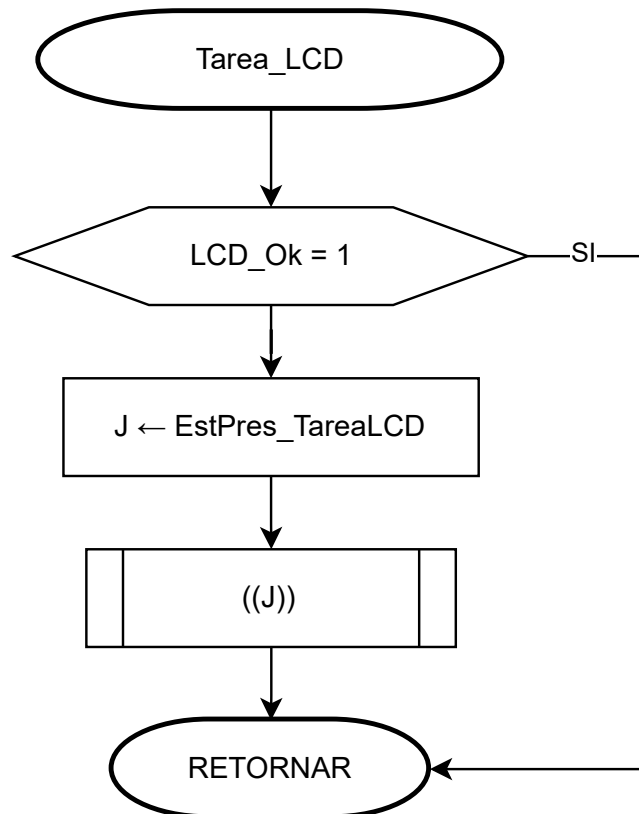 Tarea_LCD
LCD_Ok = 1
SI
J ← EstPres_TareaLCD
((J))
RETORNAR